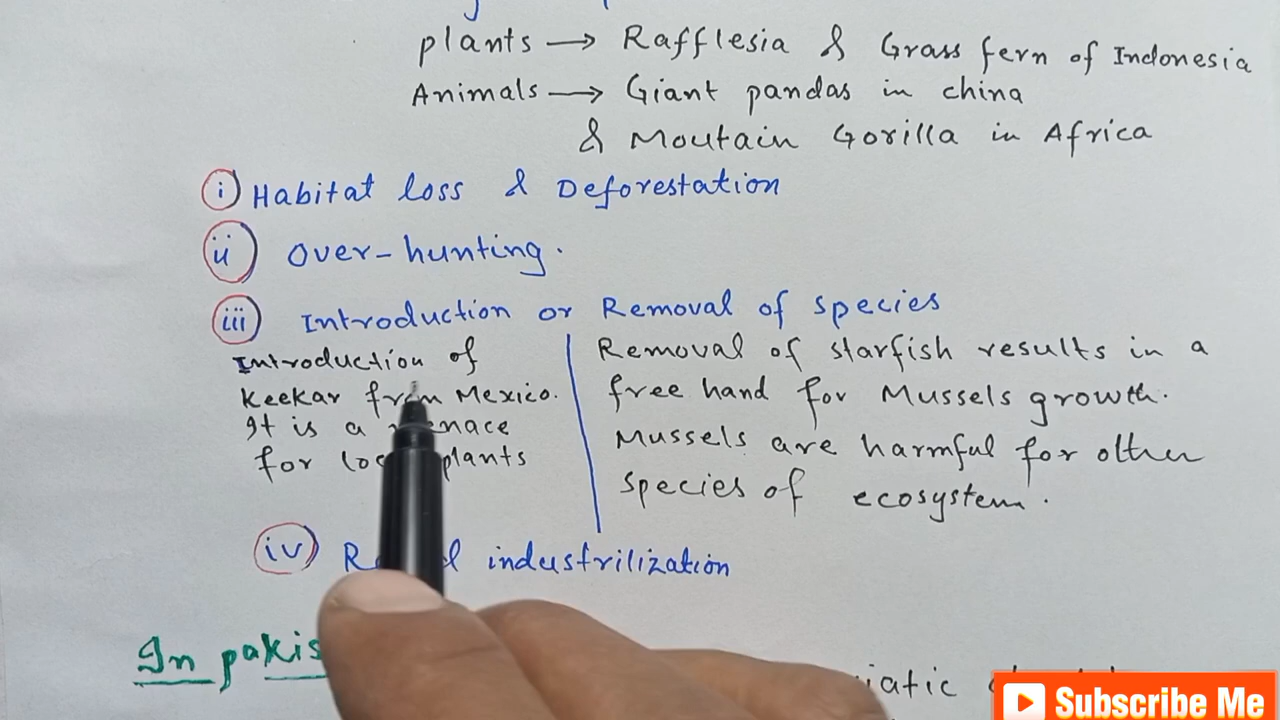 plants → Rafflesia & Grass fern of Indonesia
Animals → Giant pandas in china
& Moutain Gorilla in Africa
i Habitat loss & Deforestation
ii Over-hunting.
iii Introduction or Removal of species
Introduction of
Keekar from Mexico.
It is a menace
for plants
Removal of starfish results in a
free hand for Mussels growth.
Mussels are harmful for other
species of ecosystem.
iv industrilization
In pakis
iatic
Subscribe Me